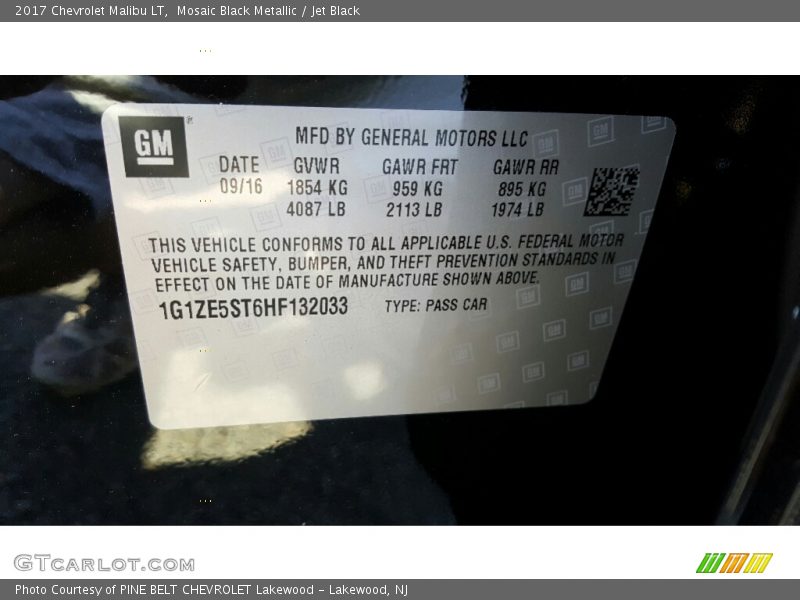 2017 Chevrolet Malibu LT,  Mosaic Black Metallic / Jet Black
GM ®
MFD BY GENERAL MOTORS LLC
DATE GVWR GAWR FRT GAWR RR
09/16 1854 KG 959 KG 895 KG
4087 LB 2113 LB 1974 LB
THIS VEHICLE CONFORMS TO ALL APPLICABLE U.S. FEDERAL MOTOR
VEHICLE SAFETY, BUMPER, AND THEFT PREVENTION STANDARDS IN
EFFECT ON THE DATE OF MANUFACTURE SHOWN ABOVE.
1G1ZE5ST6HF132033 TYPE: PASS CAR
GTCARLOT.COM
Photo Courtesy of PINE BELT CHEVROLET Lakewood - Lakewood, NJ